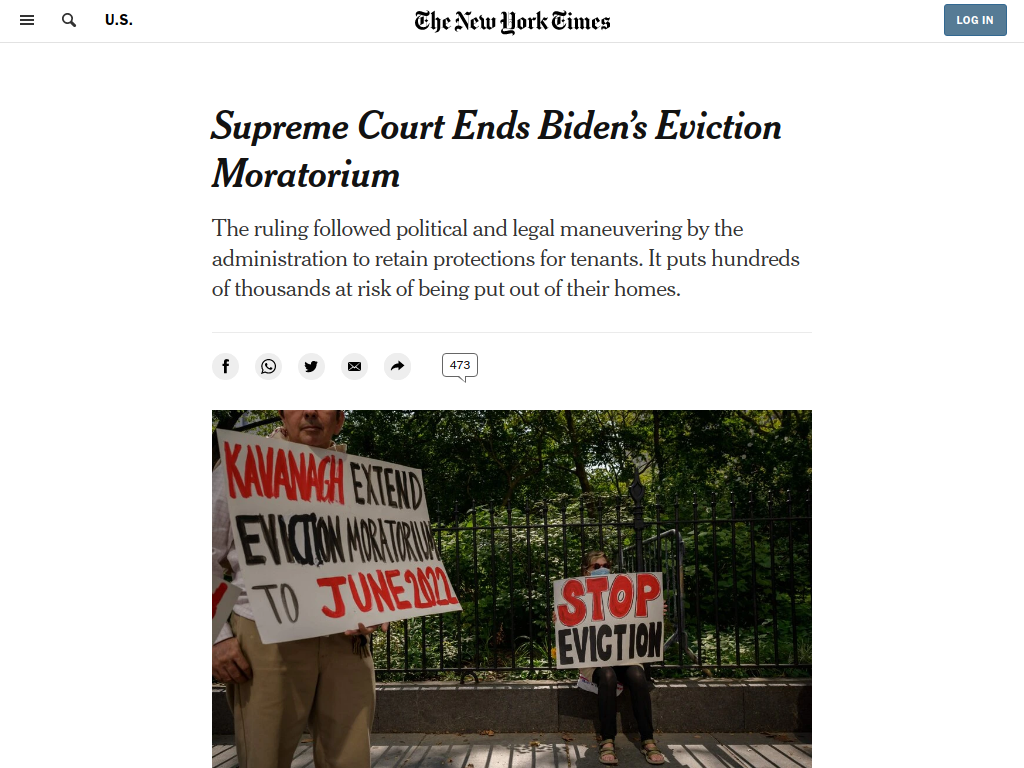 U.S.
The New York Times
LOG IN
Supreme Court Ends Biden's Eviction
Moratorium
The ruling followed political and legal maneuvering by the
administration to retain protections for tenants. It puts hundreds
of thousands at risk of being put out of their homes.
473
KAVANAGH EXTEND
EVICTION MORATORIUM
TO JUNE 2022
STOP
EVICTION